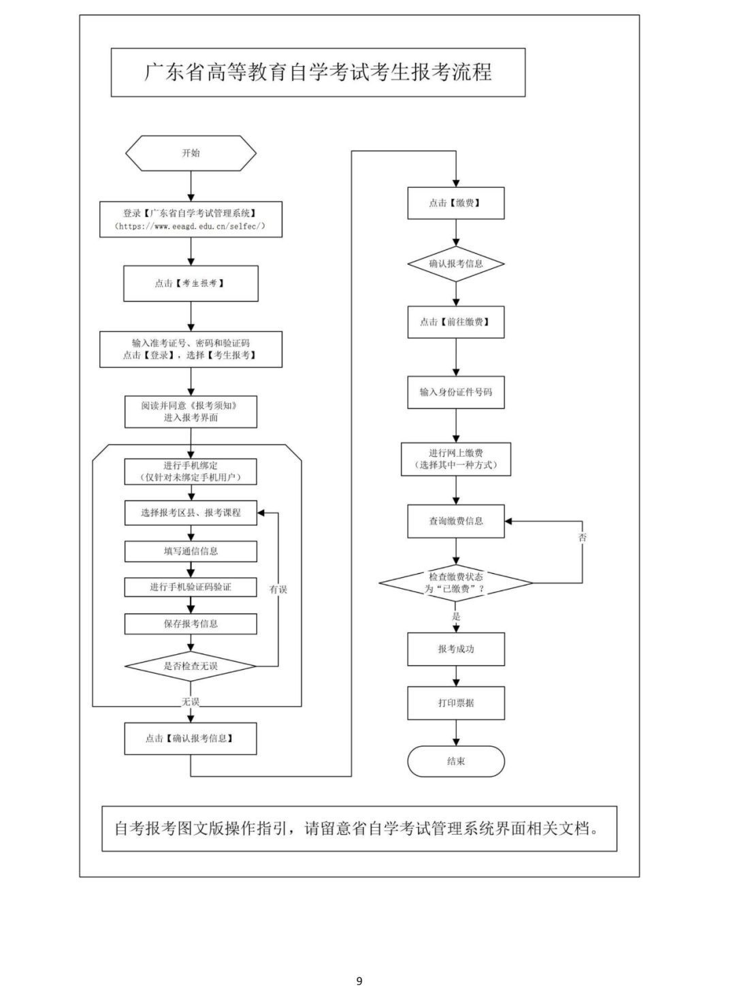 广东省高等教育自学考试考生报考流程
开始
登录【广东省自学考试管理系统】
（https://www.eeagd.edu.cn/selfec/）
点击【考生报考】
输入准考证号、密码和验证码
点击【登录】，选择【考生报考】
阅读并同意《报考须知》
进入报考界面
进行手机绑定
（仅针对未绑定手机用户）
选择报考区县、报考课程
填写通信信息
进行手机验证码验证
有误
保存报考信息
是否检查无误
无误
点击【确认报考信息】
点击【缴费】
确认报考信息
点击【前往缴费】
输入身份证件号码
进行网上缴费
（选择其中一种方式）
查询缴费信息
否
检查缴费状态
为“已缴费”？
是
报考成功
打印票据
结束
自考报考图文版操作指引，请留意省自学考试管理系统界面相关文档。
9